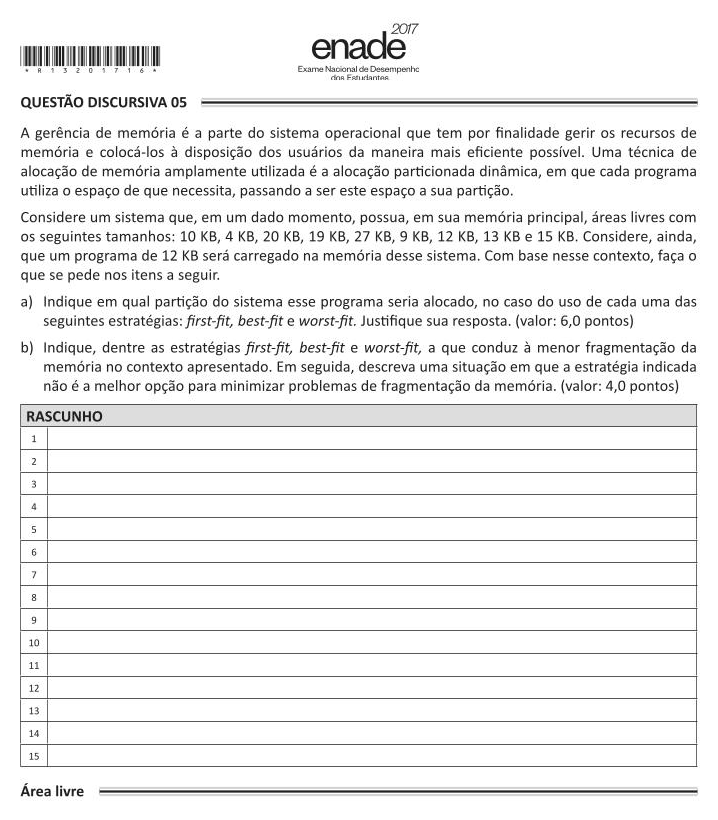 2017
enade
Exame Nacional de Desempenho
dos Estudantes
* R 1 3 2 0 1 7 1 6 *
QUESTÃO DISCURSIVA 05
A gerência de memória é a parte do sistema operacional que tem por finalidade gerir os recursos de
memória e colocá-los à disposição dos usuários da maneira mais eficiente possível. Uma técnica de
alocação de memória amplamente utilizada é a alocação particionada dinâmica, em que cada programa
utiliza o espaço de que necessita, passando a ser este espaço a sua partição.
Considere um sistema que, em um dado momento, possua, em sua memória principal, áreas livres com
os seguintes tamanhos: 10 KB, 4 KB, 20 KB, 19 KB, 27 KB, 9 KB, 12 KB, 13 KB e 15 KB. Considere, ainda,
que um programa de 12 KB será carregado na memória desse sistema. Com base nesse contexto, faça o
que se pede nos itens a seguir.
a) Indique em qual partição do sistema esse programa seria alocado, no caso do uso de cada uma das
seguintes estratégias: first-fit, best-fit e worst-fit. Justifique sua resposta. (valor: 6,0 pontos)
b) Indique, dentre as estratégias first-fit, best-fit e worst-fit, a que conduz à menor fragmentação da
memória no contexto apresentado. Em seguida, descreva uma situação em que a estratégia indicada
não é a melhor opção para minimizar problemas de fragmentação da memória. (valor: 4,0 pontos)
RASCUNHO
1
2
3
4
5
6
7
8
9
10
11
12
13
14
15
Área livre